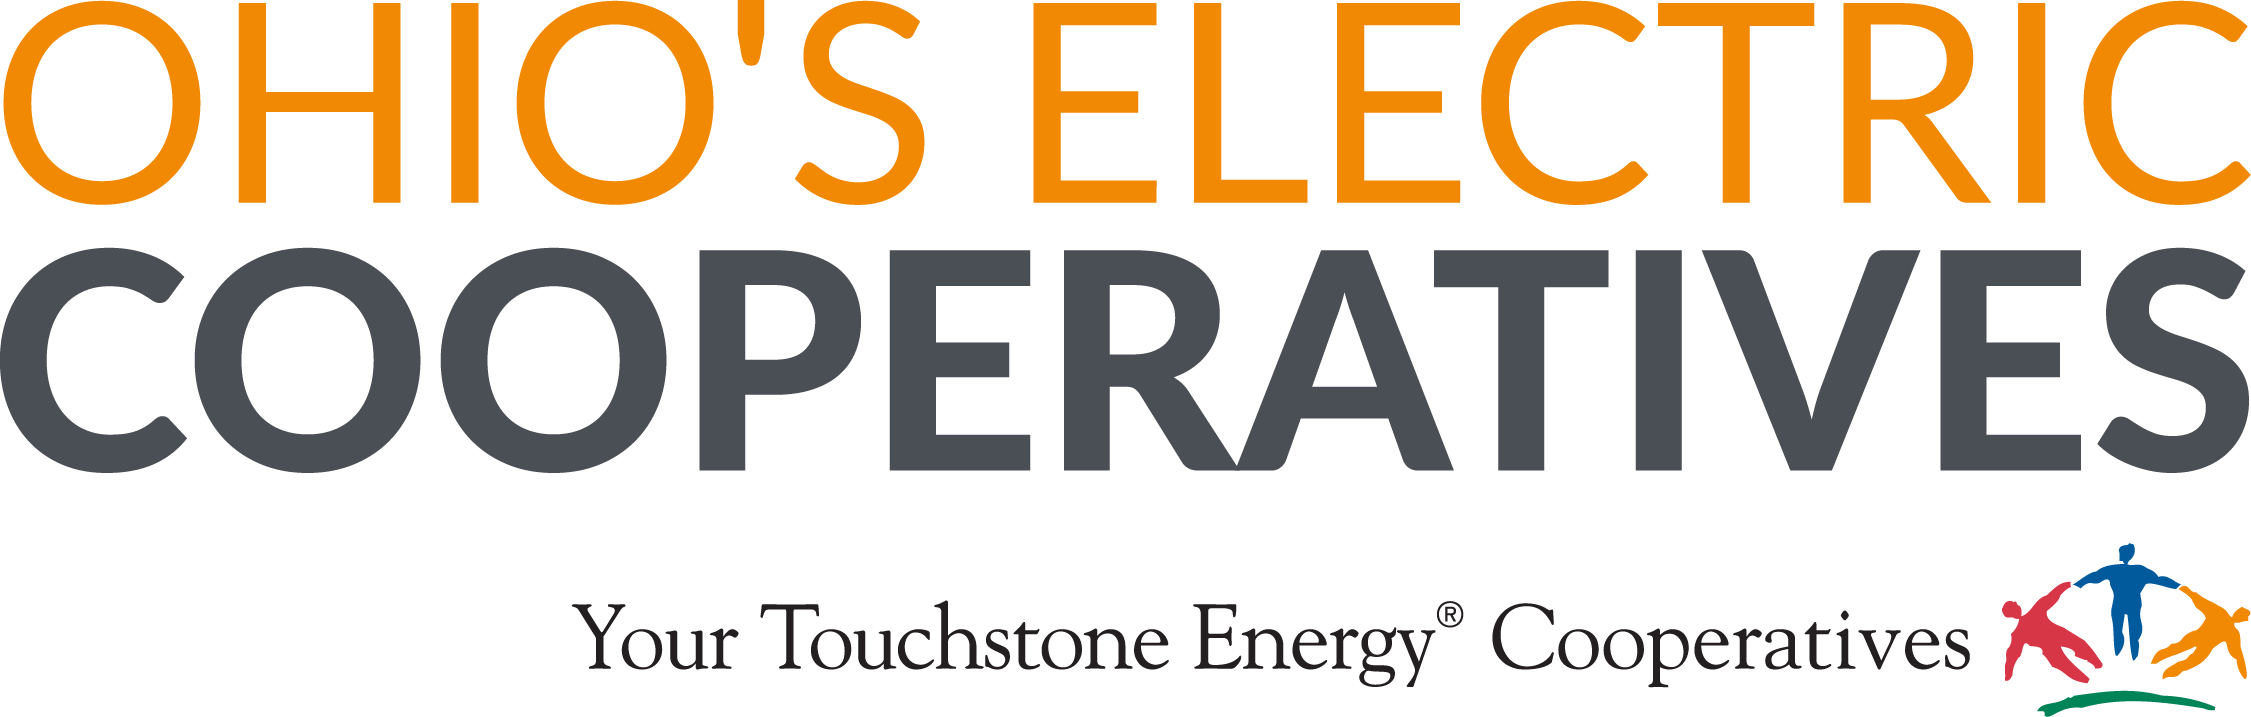 OHIO'S ELECTRIC
COOPERATIVES
Your Touchstone Energy® Cooperatives